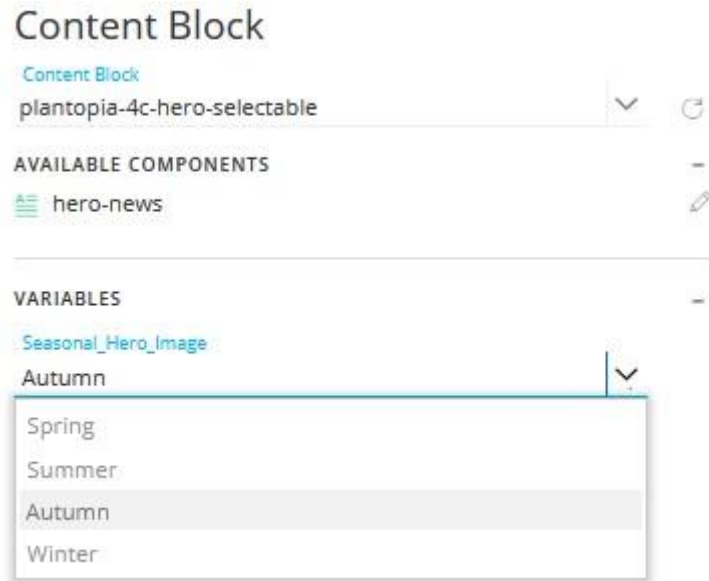 Content Block
Content Block
plantopia-4c-hero-selectable
AVAILABLE COMPONENTS
hero-news
VARIABLES
Seasonal_Hero_Image
Autumn
Spring
Summer
Autumn
Winter